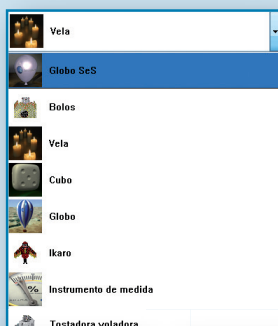 Vela
Globo SeS
Bolos
Vela
Cubo
Globo
Ikaro
Instrumento de medida
Tostadora voladora